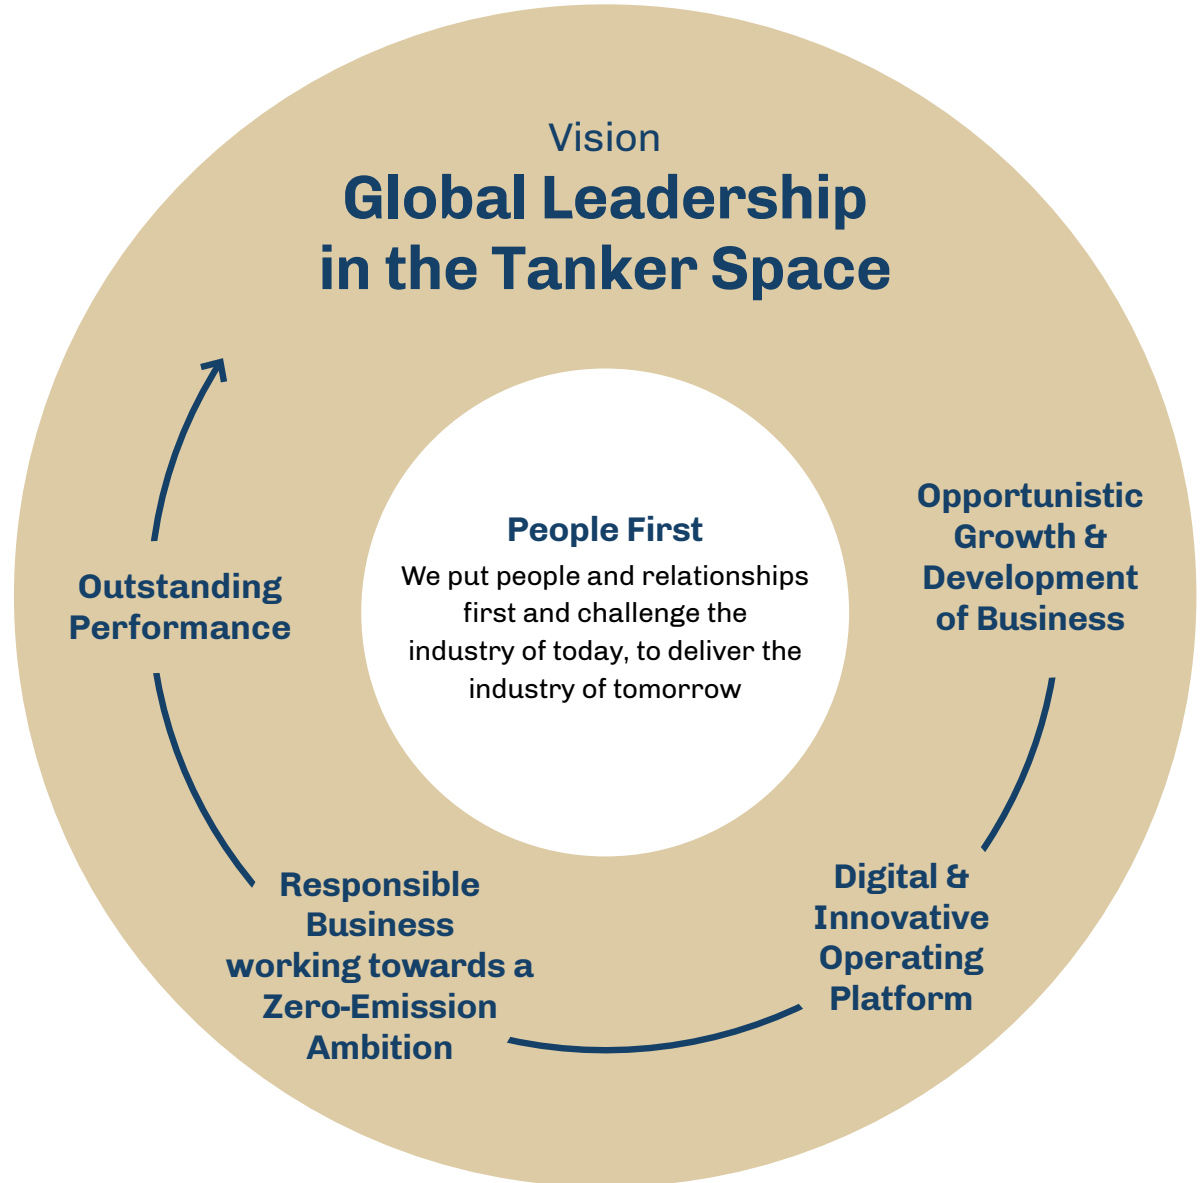 Vision
Global Leadership
in the Tanker Space
People First
We put people and relationships
first and challenge the
industry of today, to deliver the
industry of tomorrow
Opportunistic
Growth &
Development
of Business
Digital &
Innovative
Operating
Platform
Responsible
Business
working towards a
Zero-Emission
Ambition
Outstanding
Performance